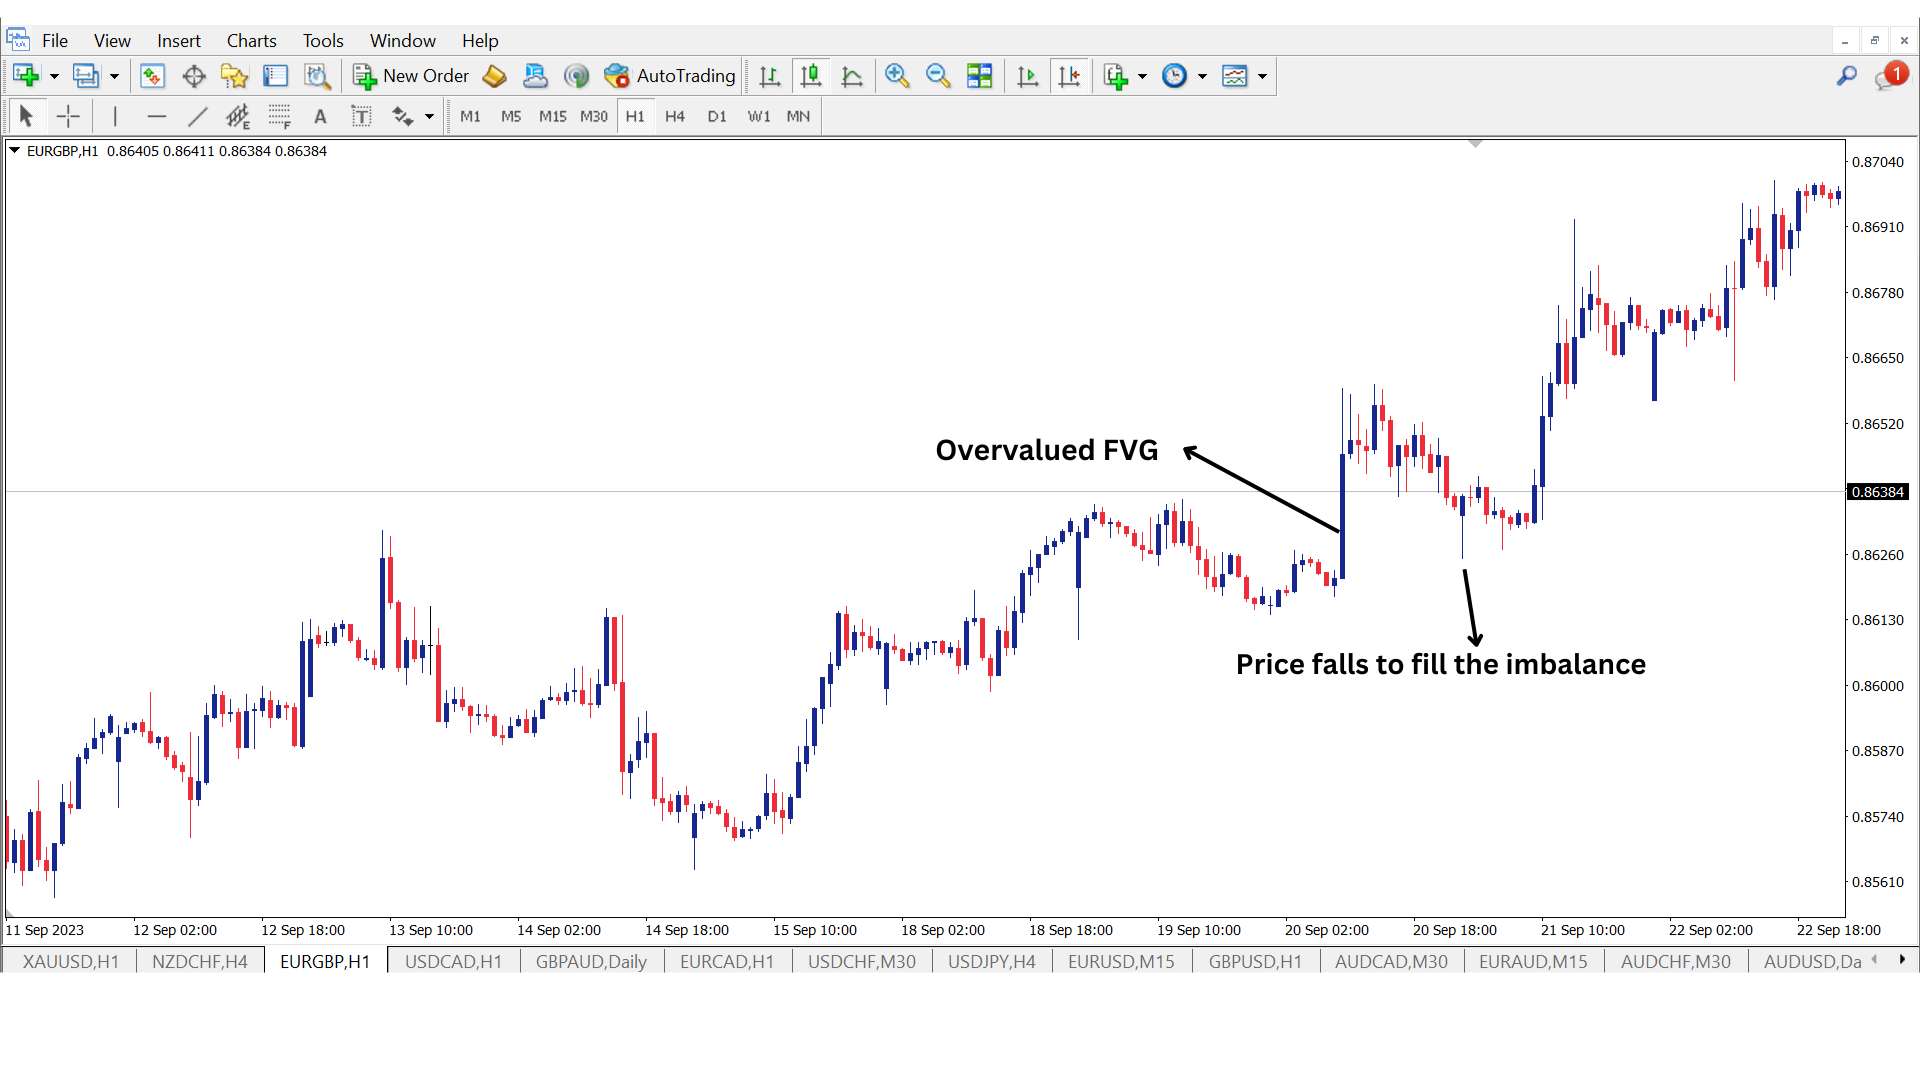 File View Insert Charts Tools Window Help
New Order AutoTrading 1
E F A T M1 M5 M15 M30 H1 H4 D1 W1 MN
EURGBP,H1 0.86405 0.86411 0.86384 0.86384
0.87040
0.86910
0.86780
0.86650
0.86520
Overvalued FVG
0.86384
0.86260
0.86130
Price falls to fill the imbalance
0.86000
0.85870
0.85740
0.85610
11 Sep 2023 12 Sep 02:00 12 Sep 18:00 13 Sep 10:00 14 Sep 02:00 14 Sep 18:00 15 Sep 10:00 18 Sep 02:00 18 Sep 18:00 19 Sep 10:00 20 Sep 02:00 20 Sep 18:00 21 Sep 10:00 22 Sep 02:00 22 Sep 18:00
XAUUSD,H1 NZDCHF,H4 EURGBP,H1 USDCAD,H1 GBPAUD,Daily EURCAD,H1 USDCHF,M30 USDJPY,H4 EURUSD,M15 GBPUSD,H1 AUDCAD,M30 EURAUD,M15 AUDCHF,M30 AUDUSD,Da